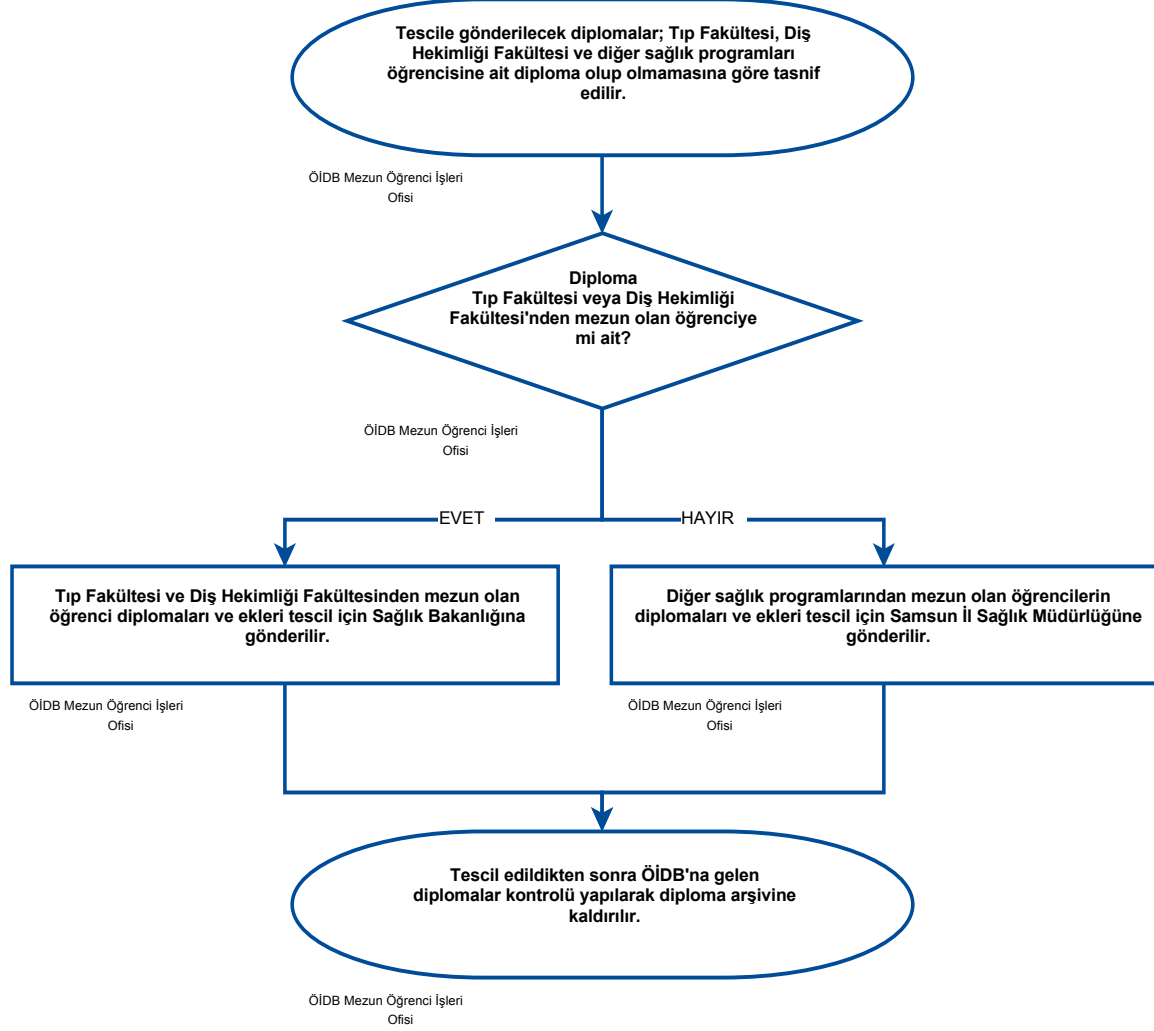 Tescile gönderilecek diplomalar; Tıp Fakültesi, Diş
Hekimliği Fakültesi ve diğer sağlık programları
öğrencisine ait diploma olup olmamasına göre tasnif
edilir.
ÖİDB Mezun Öğrenci İşleri
Ofisi
Diploma
Tıp Fakültesi veya Diş Hekimliği
Fakültesi'nden mezun olan öğrenciye
mi ait?
ÖİDB Mezun Öğrenci İşleri
Ofisi
EVET
HAYIR
Tıp Fakültesi ve Diş Hekimliği Fakültesinden mezun olan
öğrenci diplomaları ve ekleri tescil için Sağlık Bakanlığına
gönderilir.
ÖİDB Mezun Öğrenci İşleri
Ofisi
Diğer sağlık programlarından mezun olan öğrencilerin
diplomaları ve ekleri tescil için Samsun İl Sağlık Müdürlüğüne
gönderilir.
ÖİDB Mezun Öğrenci İşleri
Ofisi
Tescil edildikten sonra ÖİDB'na gelen
diplomalar kontrolü yapılarak diploma arşivine
kaldırılır.
ÖİDB Mezun Öğrenci İşleri
Ofisi